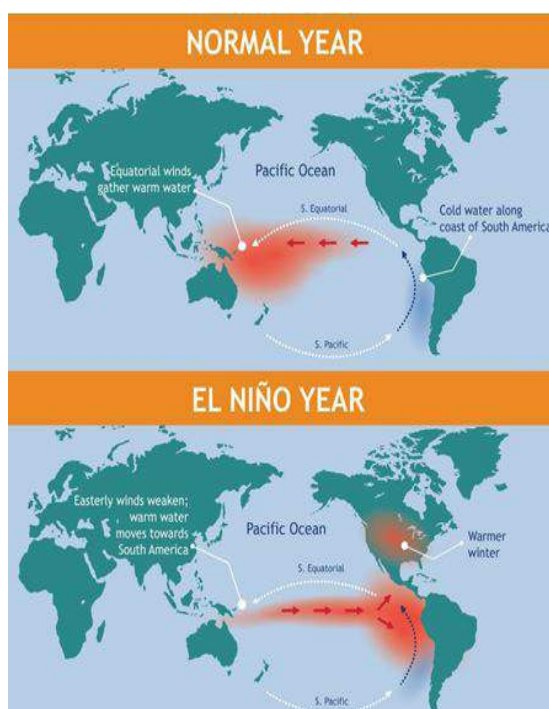 NORMAL YEAR
Equatorial winds
gather warm water
Pacific Ocean
S. Equatorial
Cold water along
coast of South America
S. Pacific
EL NIÑO YEAR
Easterly winds weaken;
warm water
moves towards
South America
Pacific Ocean
S. Equatorial
Warmer
winter
S. Pacific